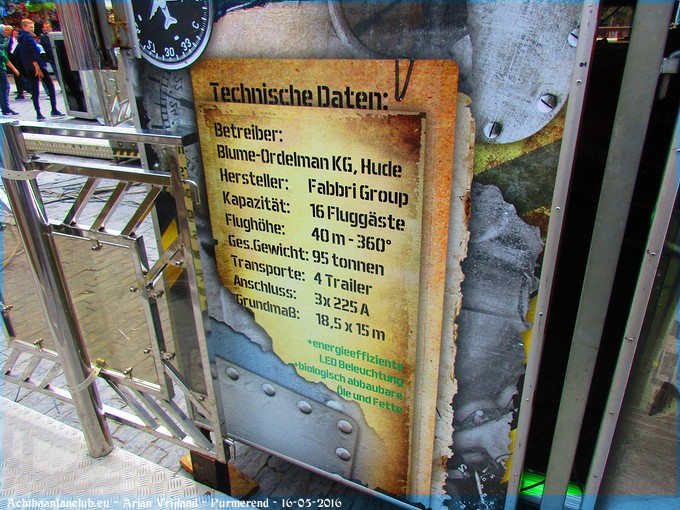 30
33
Technische Daten:
Betreiber:
Blume-Ordelman KG, Hude
Hersteller: Fabbri Group
Kapazität: 16 Fluggäste
Flughöhe: 40 m - 360°
Ges.Gewicht: 95 tonnen
Transporte: 4 Trailer
Anschluss: 3x 225 A
Grundmaß: 18,5 x 15 m
+energieeffiziente
LED Beleuchtung
+biologisch abbaubare
Öle und Fette
Achtbaanfanclub.eu - Arjan Vrijland - Purmerend - 16-05-2016